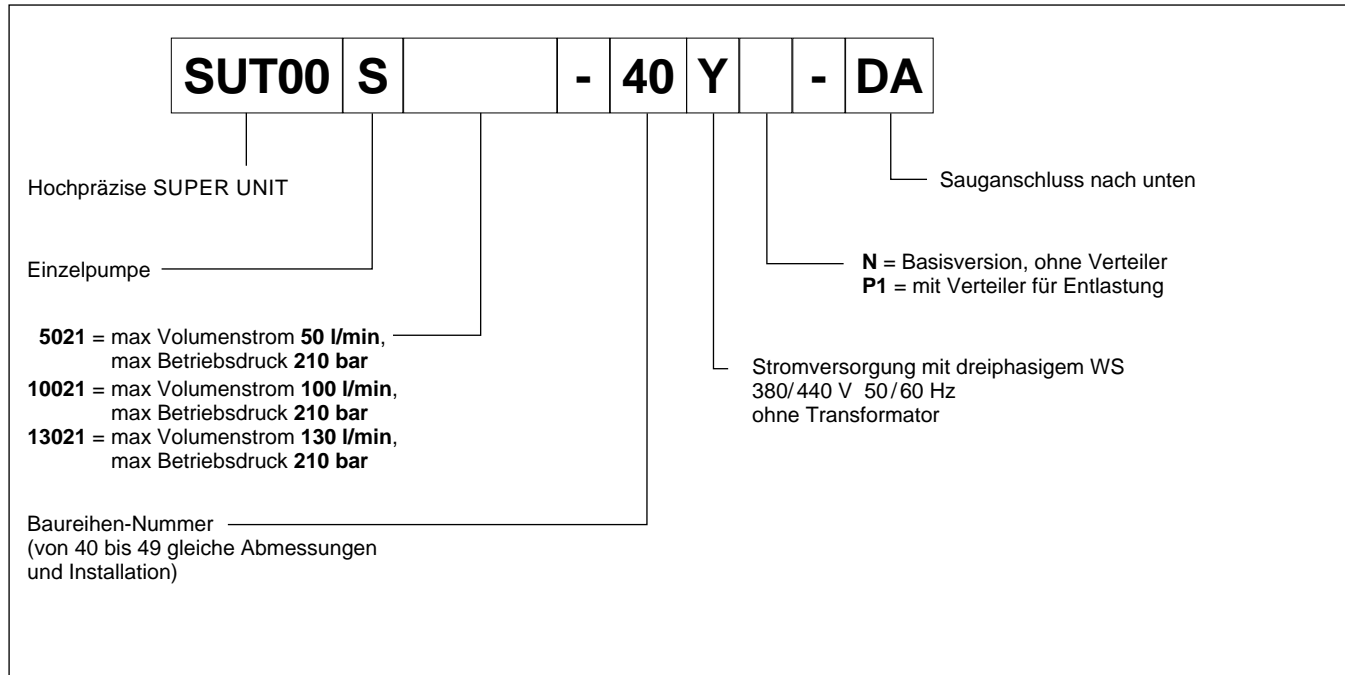 SUT00 S - 40 Y - DA
Hochpräzise SUPER UNIT
Sauganschluss nach unten
Einzelpumpe
N = Basisversion, ohne Verteiler
P1 = mit Verteiler für Entlastung
5021 = max Volumenstrom 50 l/min,
max Betriebsdruck 210 bar
10021 = max Volumenstrom 100 l/min,
max Betriebsdruck 210 bar
13021 = max Volumenstrom 130 l/min,
max Betriebsdruck 210 bar
Stromversorgung mit dreiphasigem WS
380/440 V 50/60 Hz
ohne Transformator
Baureihen-Nummer
(von 40 bis 49 gleiche Abmessungen
und Installation)